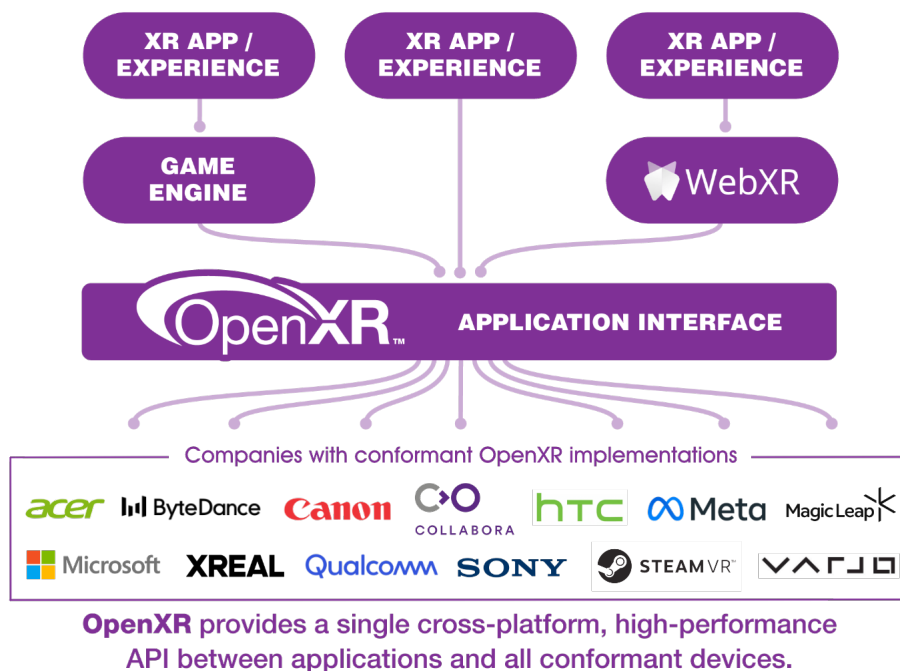 XR APP / EXPERIENCE
XR APP / EXPERIENCE
XR APP / EXPERIENCE
GAME ENGINE
WebXR
OpenXR™ APPLICATION INTERFACE
Companies with conformant OpenXR implementations
acer ByteDance Canon COLLABORA hTC Meta Magic Leap
Microsoft XREAL Qualcomm SONY STEAMVR™ VARJO
OpenXR provides a single cross-platform, high-performance
API between applications and all conformant devices.